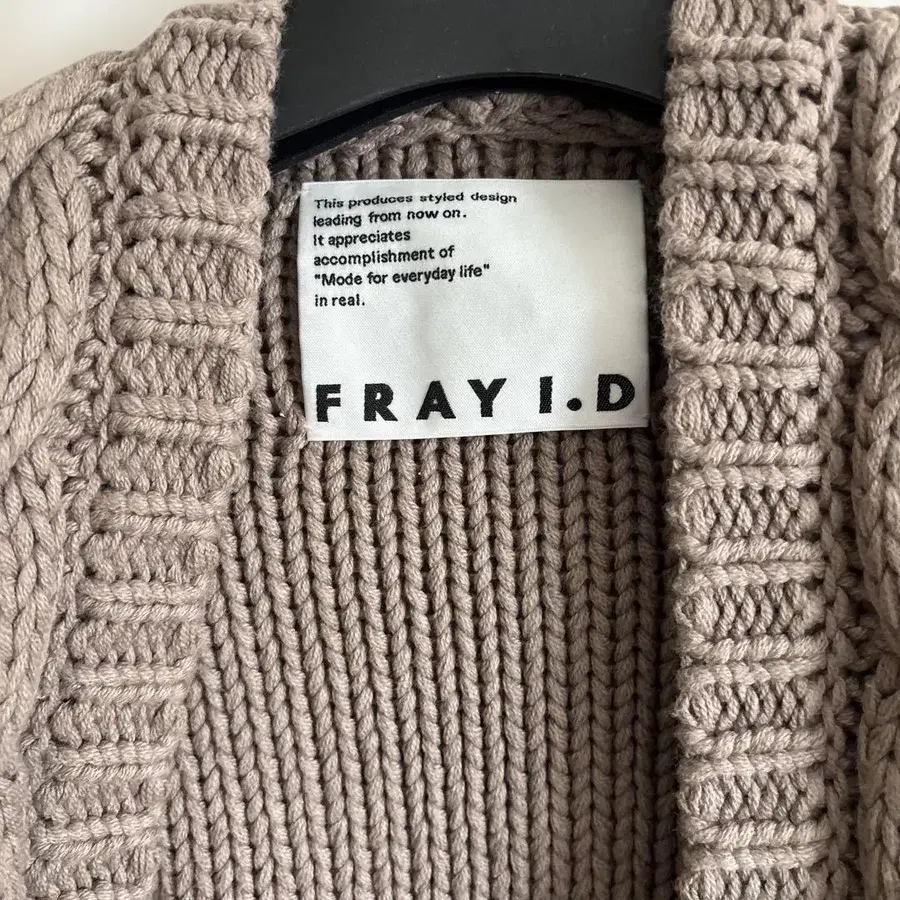 This produces styled design
leading from now on.
It appreciates
accomplishment of
"Mode for everyday life"
in real.
FRAY I.D